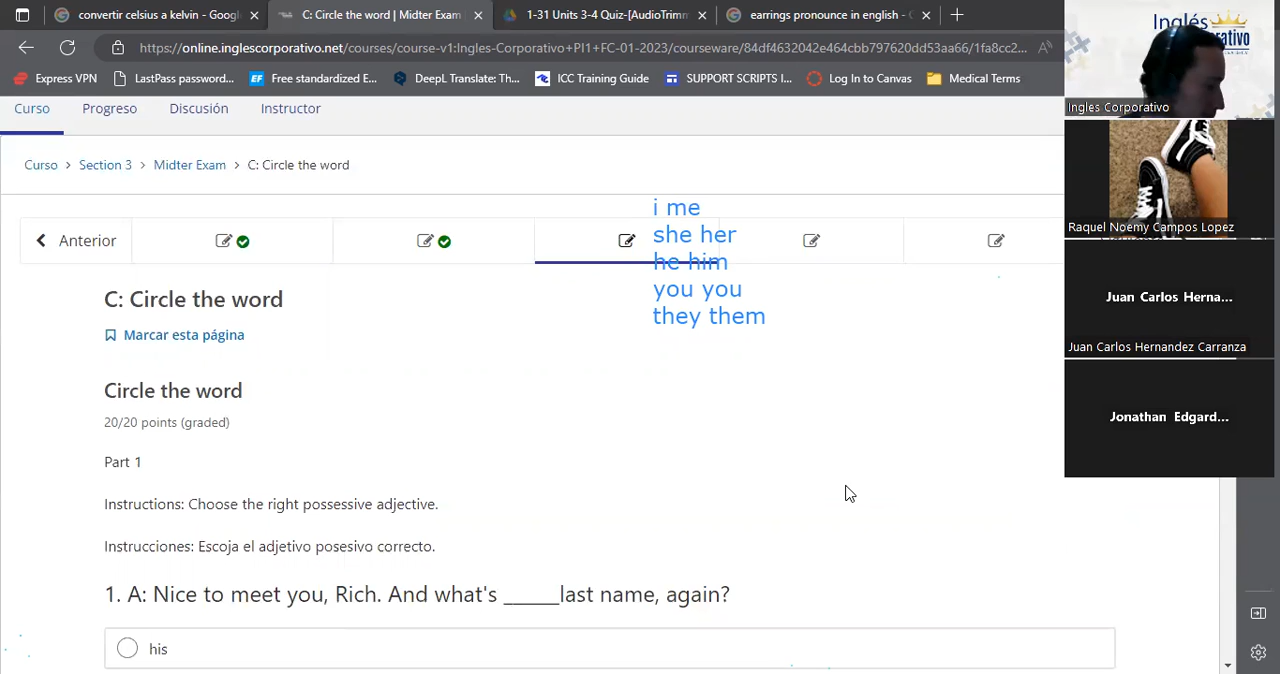 convertir celsius a kelvin - Googl
C: Circle the word | Midter Exam
1-31 Units 3-4 Quiz-[AudioTrimm
earrings pronounce in english - G
https://online.inglescorporativo.net/courses/course-v1:Ingles-Corporativo+PI1+FC-01-2023/courseware/84df4632042e464cbb797620dd53aa66/1fa8cc2...
Express VPN
LastPass password...
Free standardized E...
DeepL Translate: Th...
ICC Training Guide
SUPPORT SCRIPTS I...
Log In to Canvas
Medical Terms
Inglés
Ingles Corporativo
Curso
Progreso
Discusión
Instructor
Curso > Section 3 > Midter Exam > C: Circle the word
Raquel Noemy Campos Lopez
Anterior
i me
she her
he him
you you
they them
C: Circle the word
Marcar esta página
Juan Carlos Herna...
Juan Carlos Hernandez Carranza
Circle the word
20/20 points (graded)
Jonathan Edgard...
Part 1
Instructions: Choose the right possessive adjective.
Instrucciones: Escoja el adjetivo posesivo correcto.
1. A: Nice to meet you, Rich. And what's ______last name, again?
his